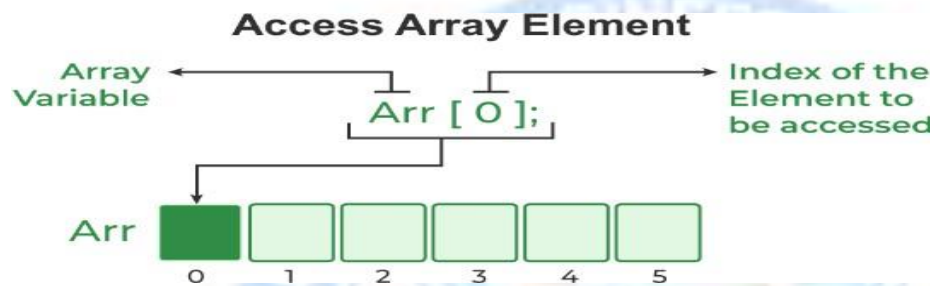 Access Array Element
Array
Variable
Arr [ 0 ];
Index of the
Element to
be accessed
Arr
0 1 2 3 4 5